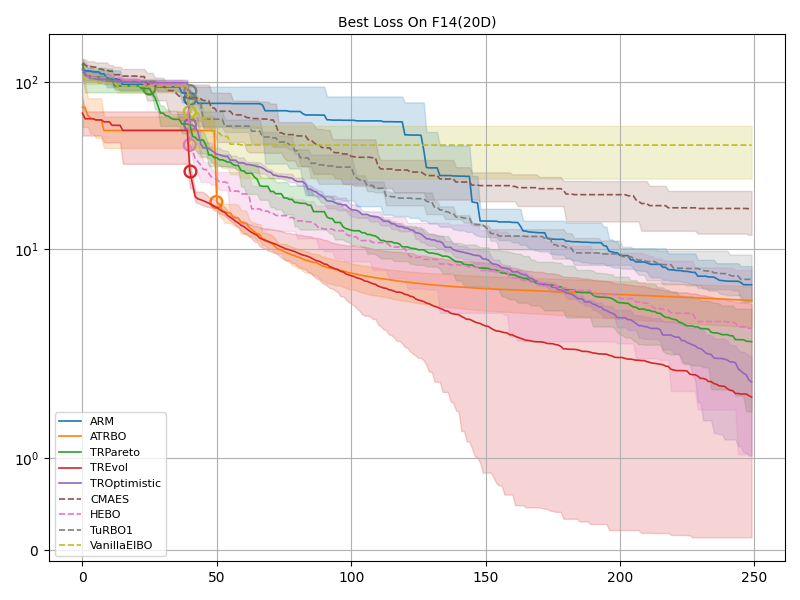 Best Loss On F14(20D)
10²
10¹
10⁰
0
ARM
ATRBO
TRPareto
TREvol
TROptimistic
CMAES
HEBO
TuRBO1
VanillaEIBO
0 50 100 150 200 250